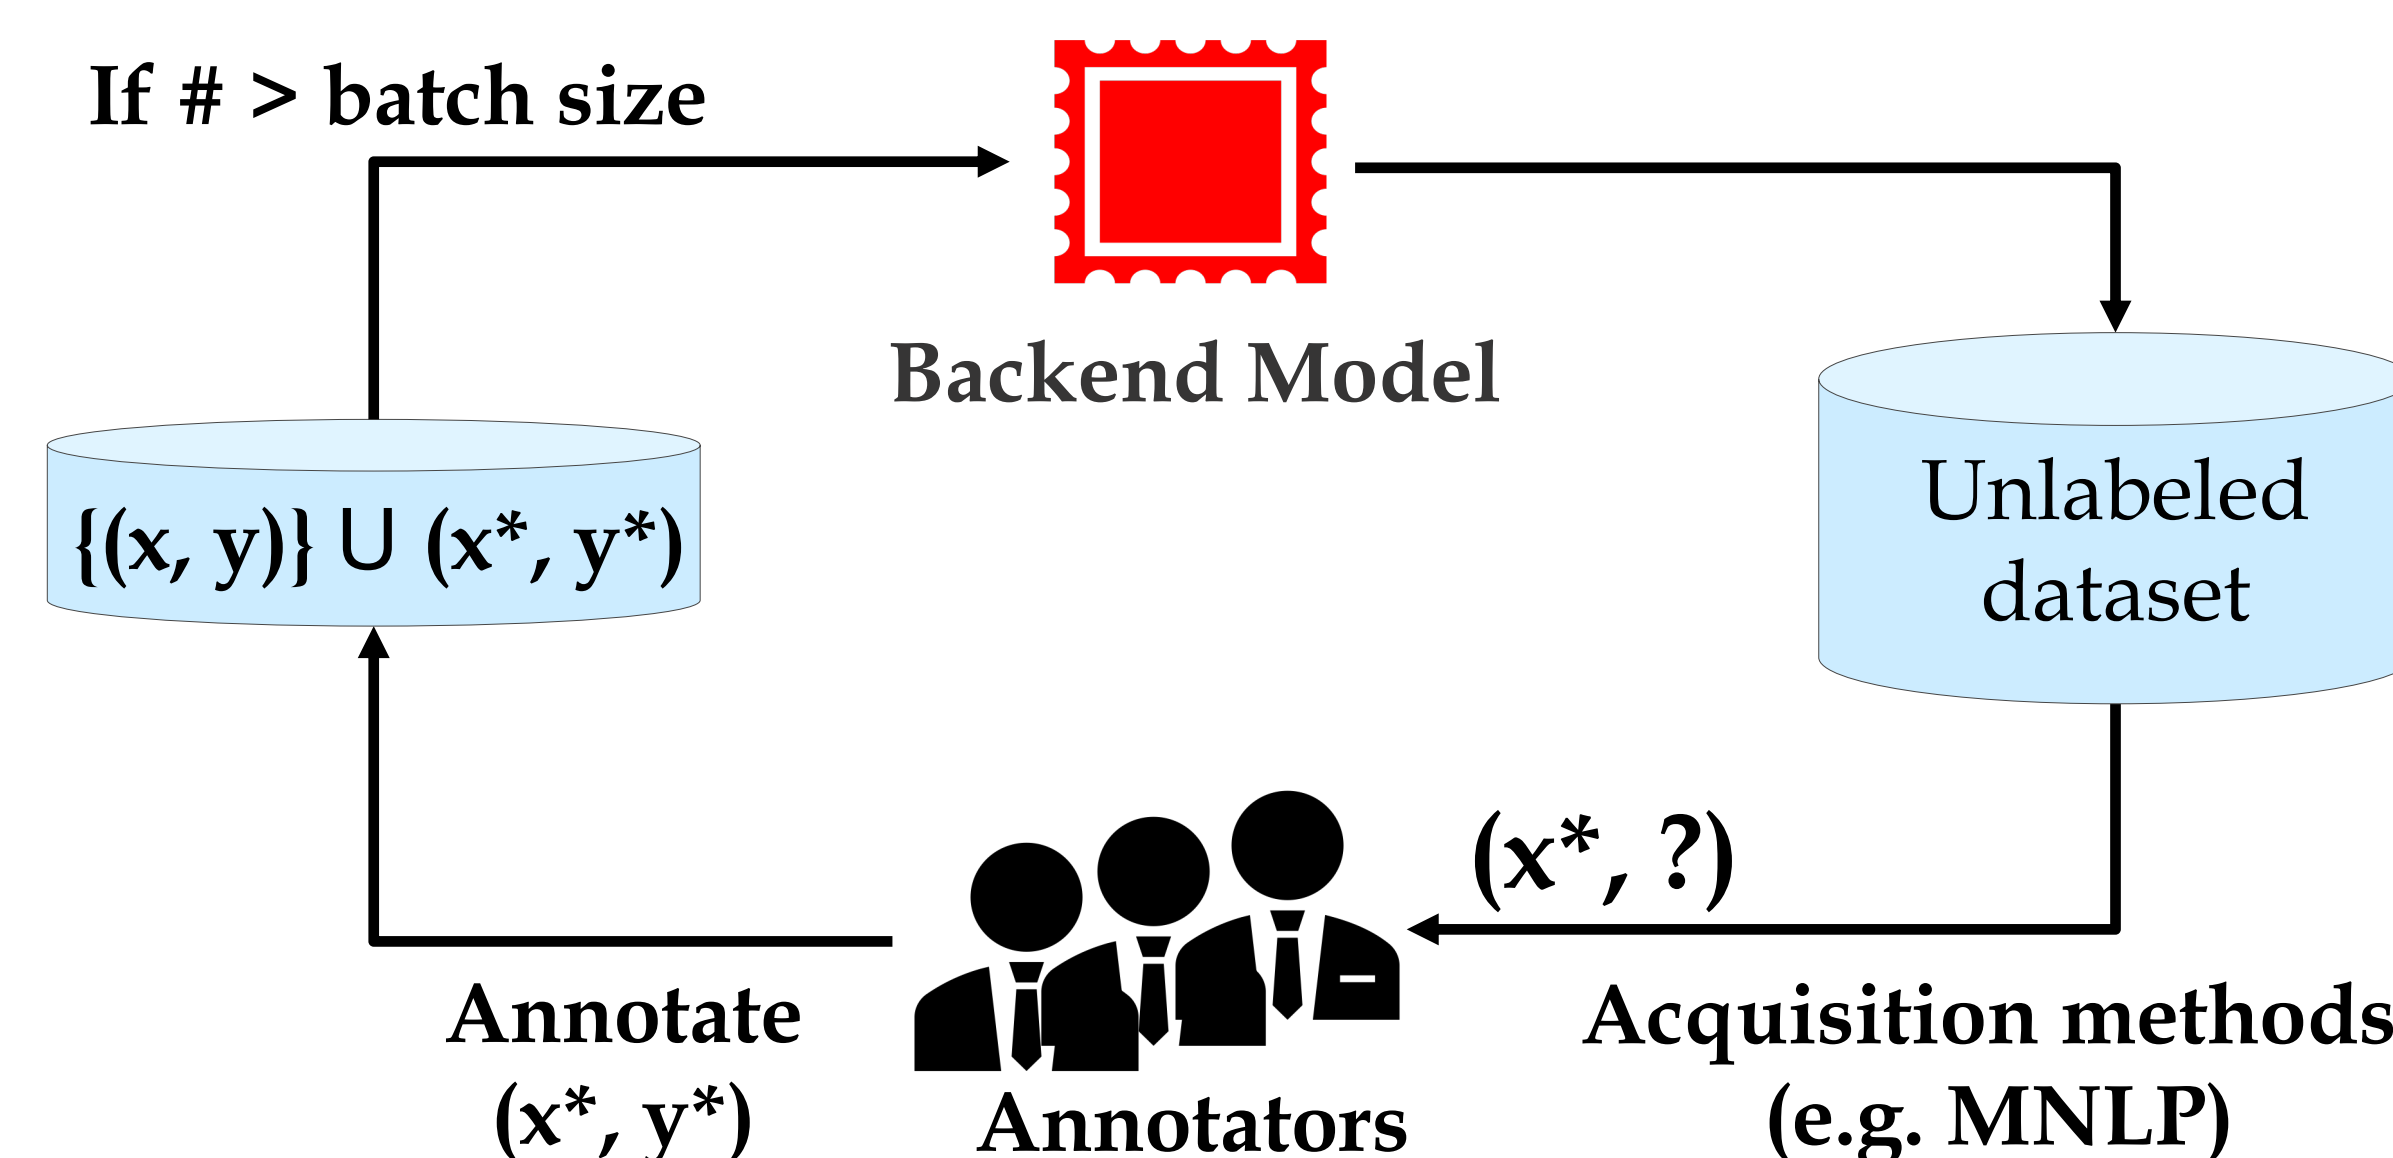 If # > batch size
Backend Model
{(x, y)} ∪ (x*, y*)
Unlabeled
dataset
(x*, ?)
Annotate
(x*, y*)
Annotators
Acquisition methods
(e.g. MNLP)